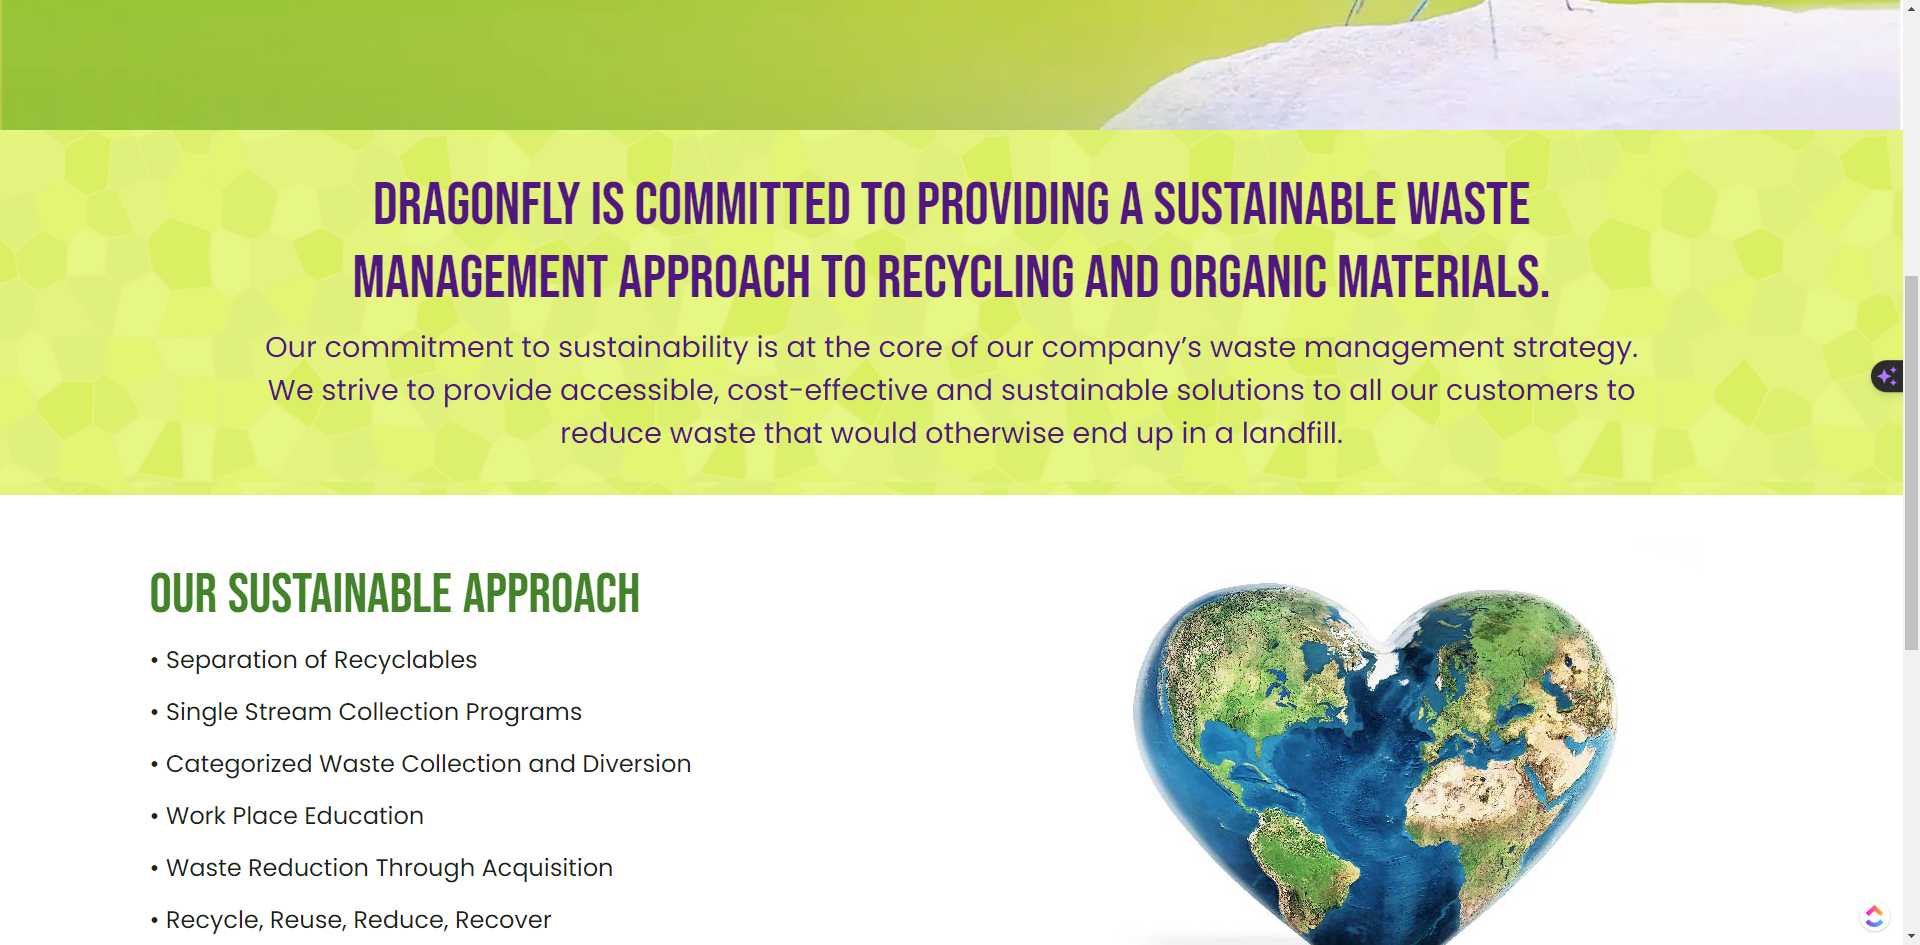 DRAGONFLY IS COMMITTED TO PROVIDING A SUSTAINABLE WASTE
MANAGEMENT APPROACH TO RECYCLING AND ORGANIC MATERIALS.
Our commitment to sustainability is at the core of our company’s waste management strategy.
We strive to provide accessible, cost-effective and sustainable solutions to all our customers to
reduce waste that would otherwise end up in a landfill.
OUR SUSTAINABLE APPROACH
• Separation of Recyclables
• Single Stream Collection Programs
• Categorized Waste Collection and Diversion
• Work Place Education
• Waste Reduction Through Acquisition
• Recycle, Reuse, Reduce, Recover